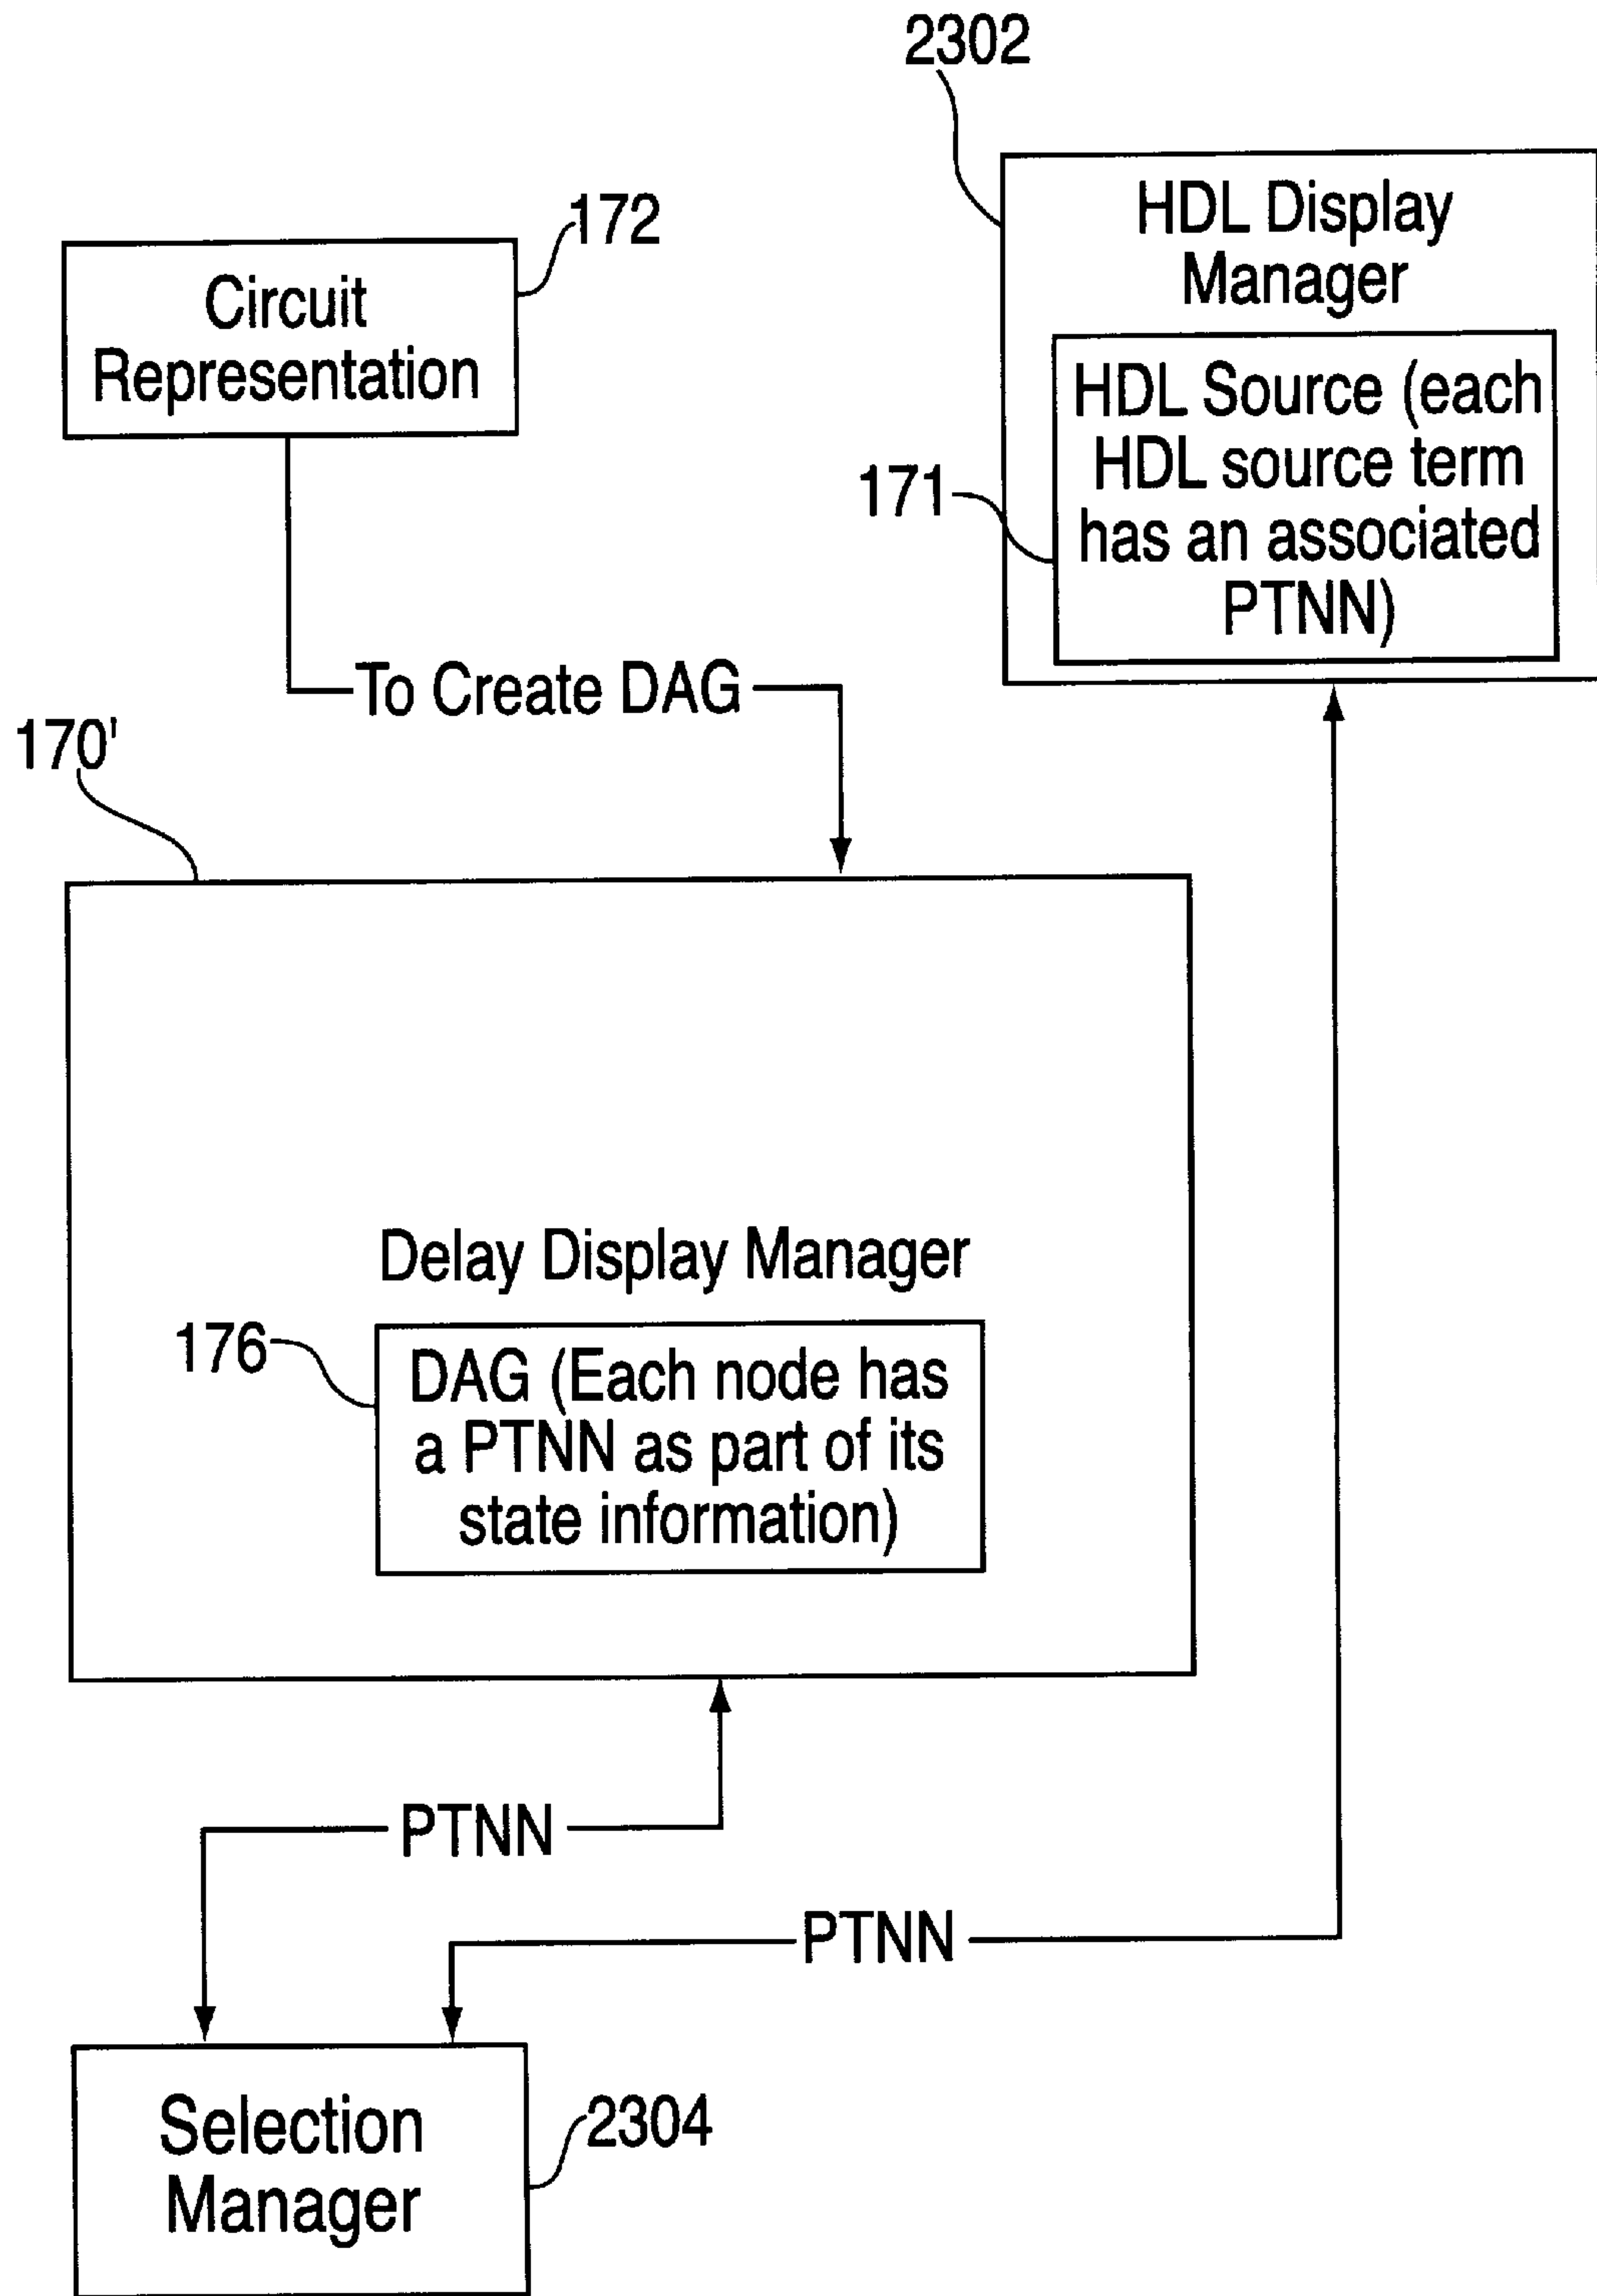 2302
HDL Display
Manager
172
Circuit
Representation
HDL Source (each
HDL source term
has an associated
PTNN)
171
To Create DAG
170'
Delay Display Manager
176
DAG (Each node has
a PTNN as part of its
state information)
PTNN
PTNN
Selection
Manager
2304